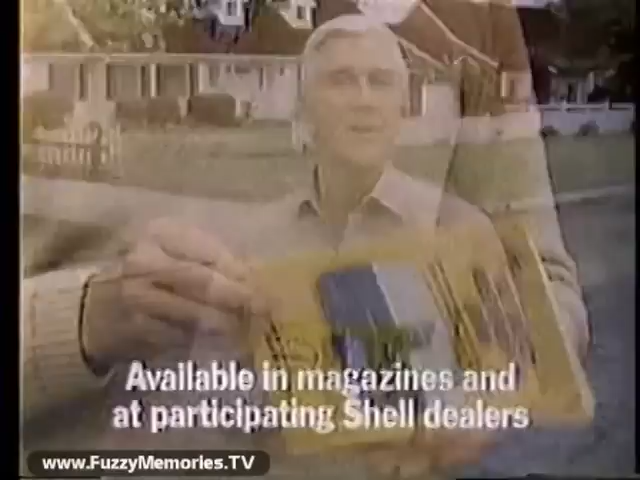 Available in magazines and
at participating Shell dealers
www.FuzzyMemories.TV